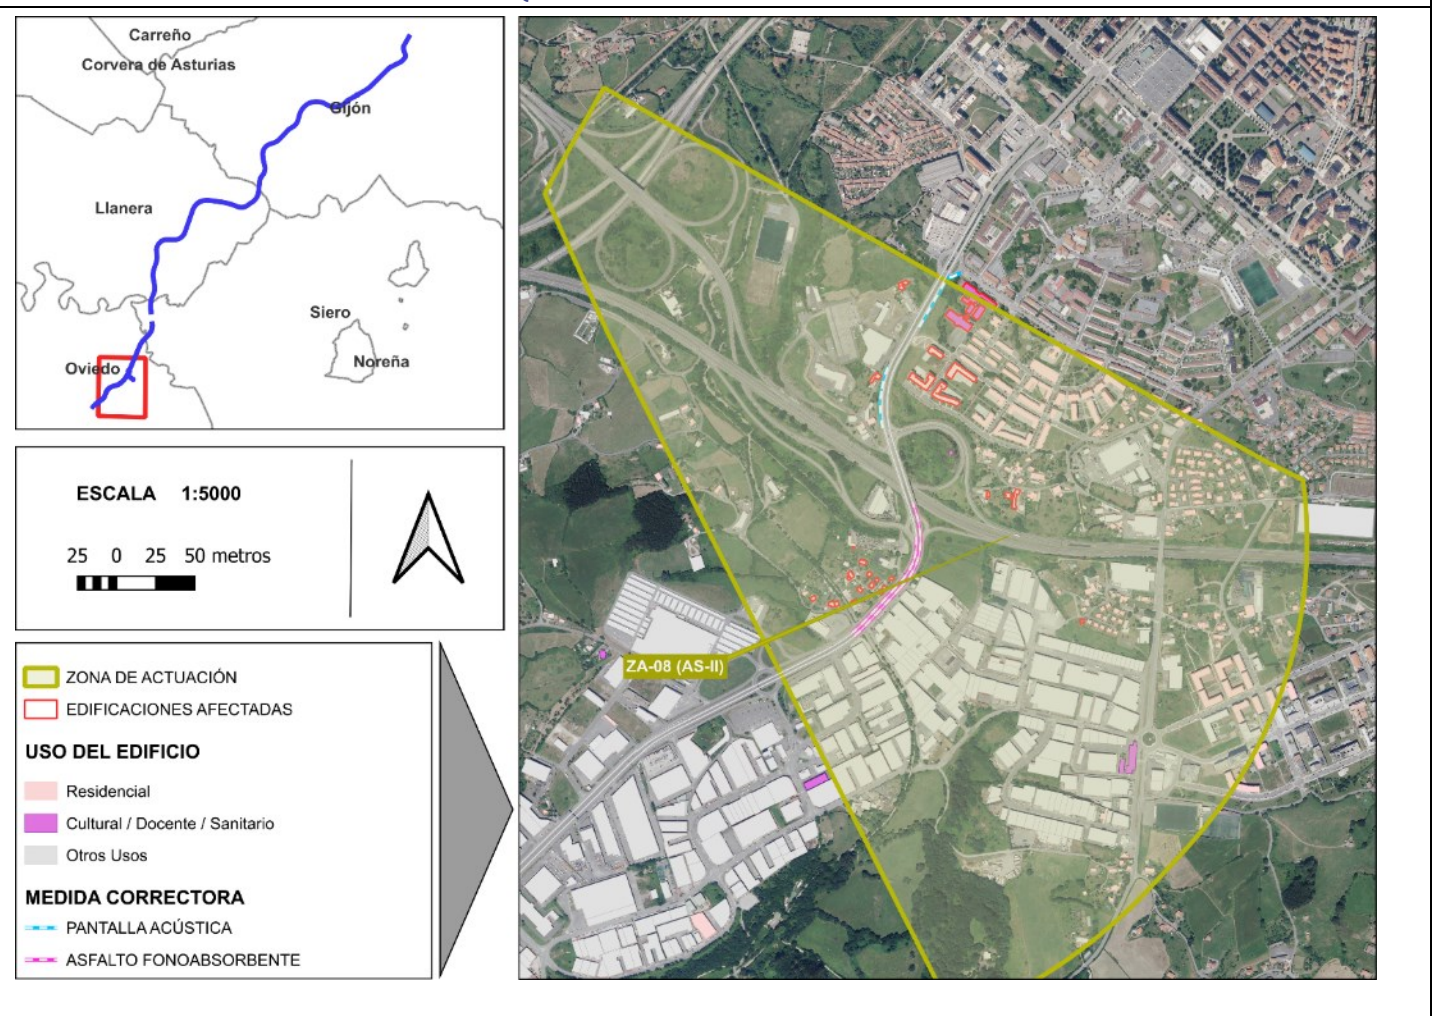 Carreño
Corvera de Asturias
Gijón
Llanera
Siero
Oviedo
Noreña
ESCALA 1:5000
25 0 25 50 metros
ZONA DE ACTUACIÓN
EDIFICACIONES AFECTADAS
USO DEL EDIFICIO
Residencial
Cultural / Docente / Sanitario
Otros Usos
MEDIDA CORRECTORA
PANTALLA ACÚSTICA
ASFALTO FONOABSORBENTE
ZA-08 (AS-II)